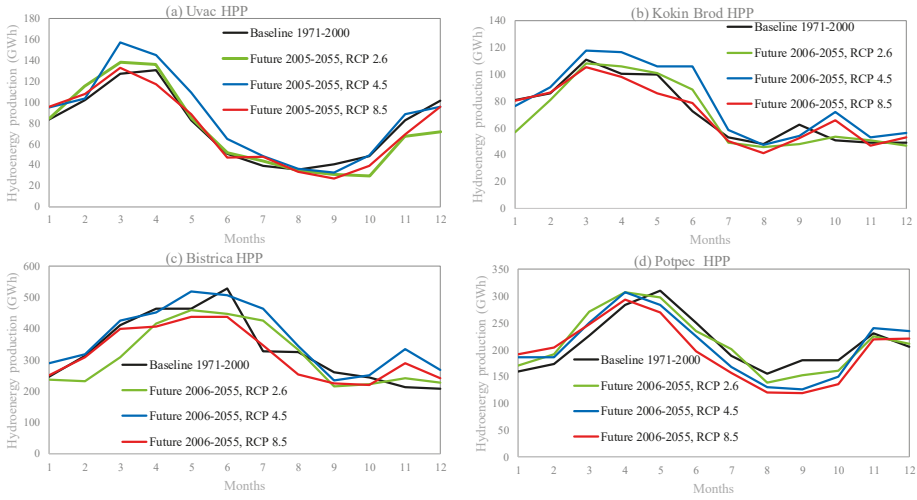 (a) Uvac HPP
Hydroenergy production (GWh)
180
160
140
120
100
80
60
40
20
0
Baseline 1971-2000
Future 2005-2055, RCP 2.6
Future 2005-2055, RCP 4.5
Future 2005-2055, RCP 8.5
1 2 3 4 5 6 7 8 9 10 11 12
Months
(b) Kokin Brod HPP
Hydroenergy production (GWh)
140
120
100
80
60
40
20
0
Baseline 1971-2000
Future 2006-2055, RCP 2.6
Future 2006-2055, RCP 4.5
Future 2006-2055, RCP 8.5
1 2 3 4 5 6 7 8 9 10 11 12
Months
(c) Bistrica HPP
Hydroenergy production (GWh)
600
500
400
300
200
100
0
Baseline 1971-2000
Future 2006-2055, RCP 2.6
Future 2006-2055, RCP 4.5
Future 2006-2055, RCP 8.5
1 2 3 4 5 6 7 8 9 10 11 12
Months
(d) Potpec HPP
Hydroenergy production (GWh)
350
300
250
200
150
100
50
0
Baseline 1971-2000
Future 2006-2055, RCP 2.6
Future 2006-2055, RCP 4.5
Future 2006-2055, RCP 8.5
1 2 3 4 5 6 7 8 9 10 11 12
Months